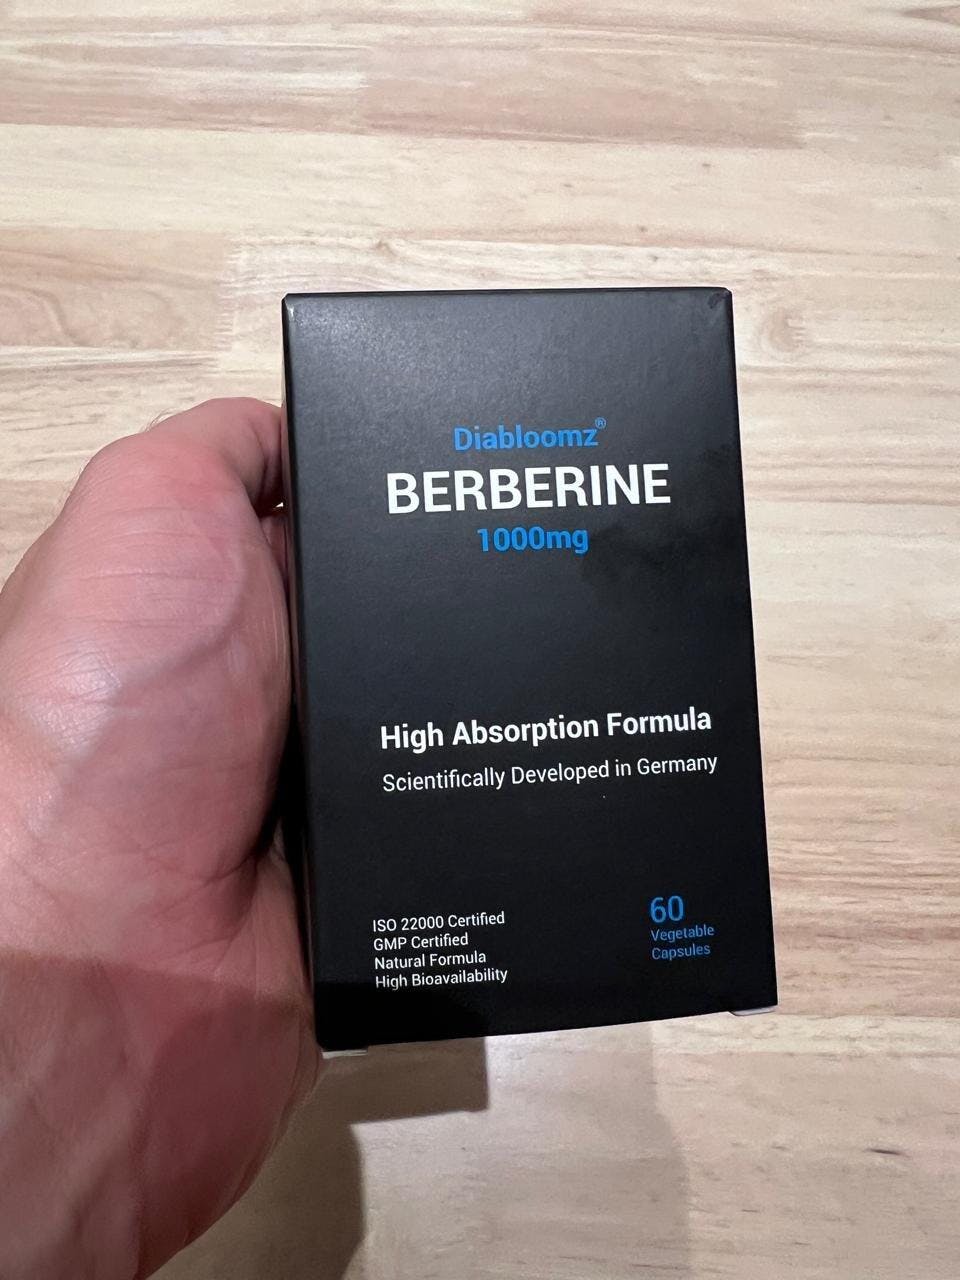 Diabloomz®
BERBERINE
1000mg
High Absorption Formula
Scientifically Developed in Germany
ISO 22000 Certified
GMP Certified
Natural Formula
High Bioavailability
60
Vegetable
Capsules